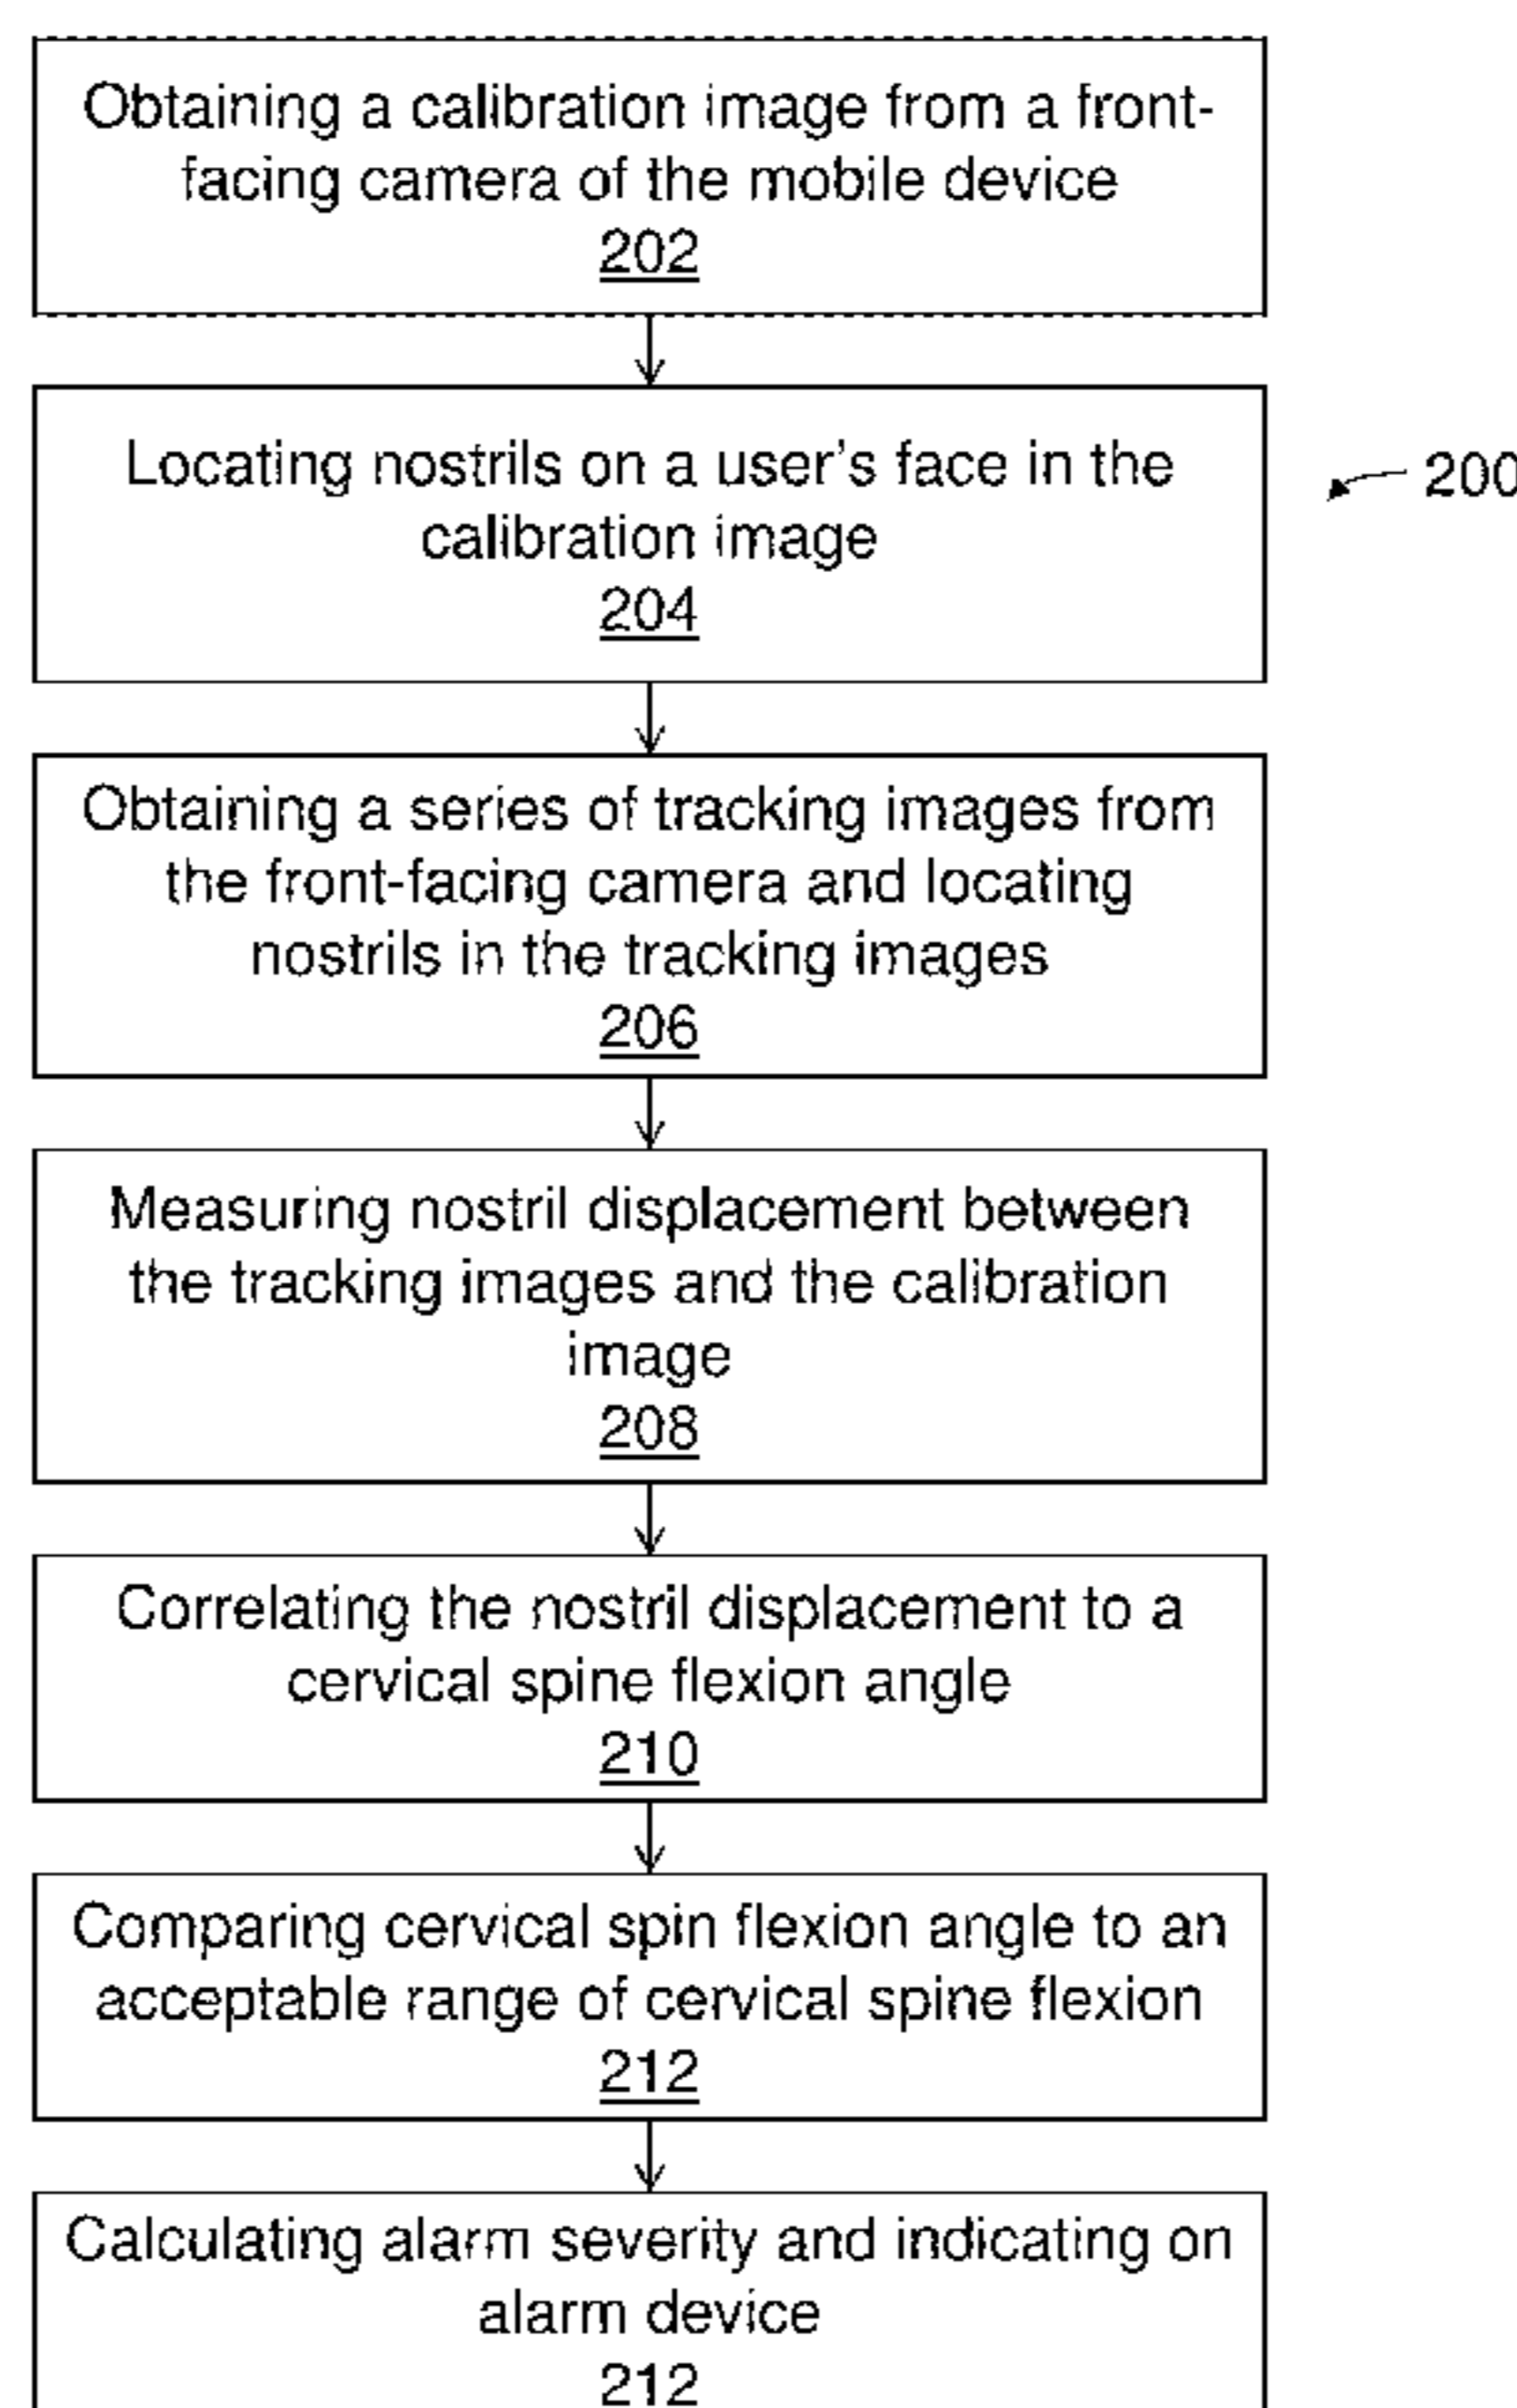 Obtaining a calibration image from a front-
facing camera of the mobile device
202
Locating nostrils on a user's face in the
calibration image
204
200
Obtaining a series of tracking images from
the front-facing camera and locating
nostrils in the tracking images
206
Measuring nostril displacement between
the tracking images and the calibration
image
208
Correlating the nostril displacement to a
cervical spine flexion angle
210
Comparing cervical spin flexion angle to an
acceptable range of cervical spine flexion
212
Calculating alarm severity and indicating on
alarm device
212